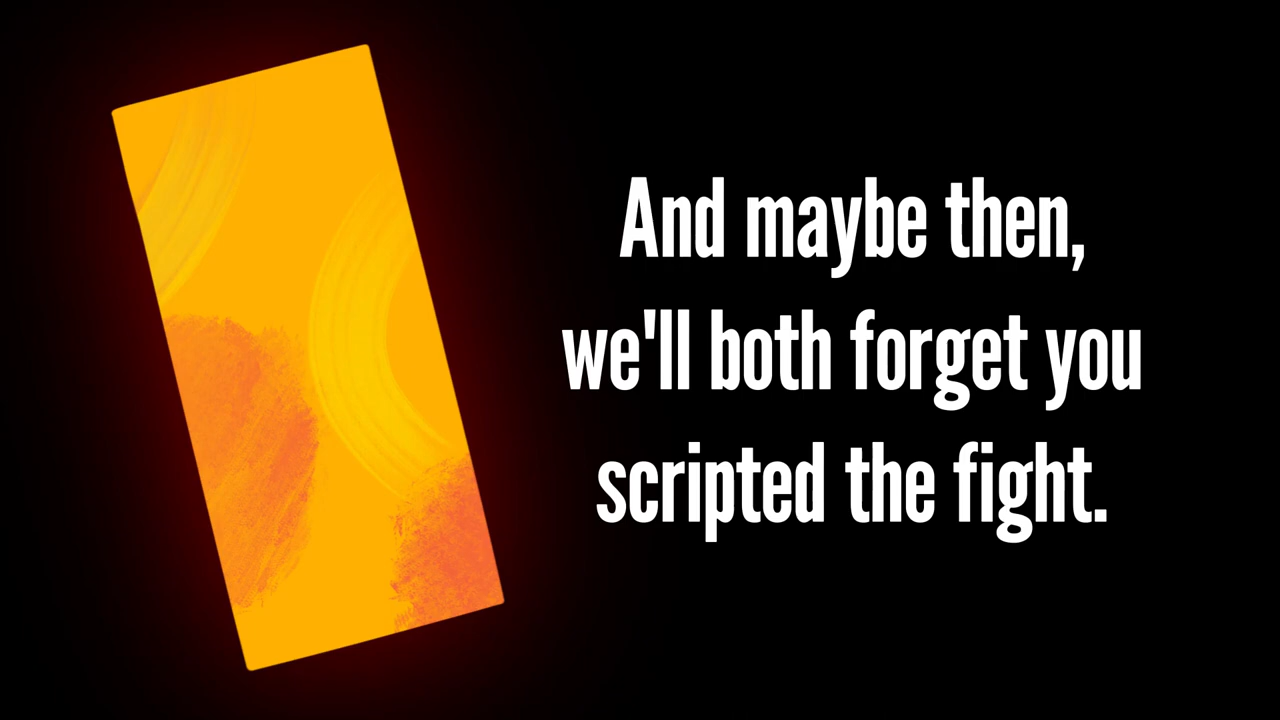 And maybe then,
we'll both forget you
scripted the fight.